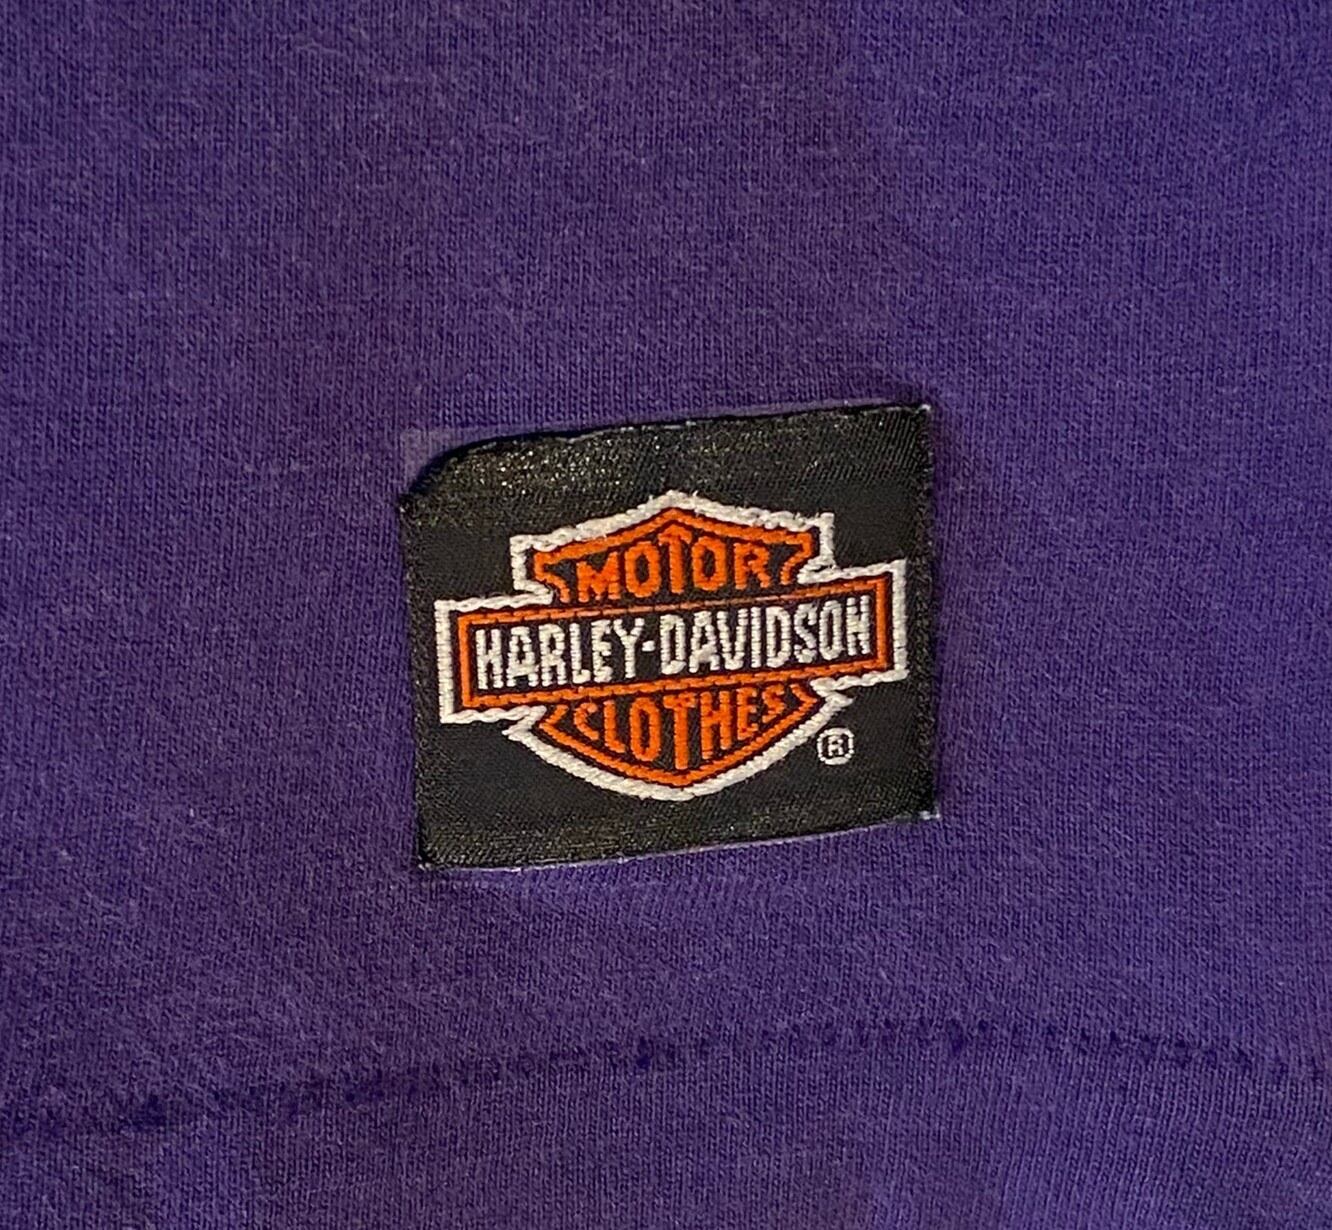 MOTOR
HARLEY-DAVIDSON
CLOTHES
®